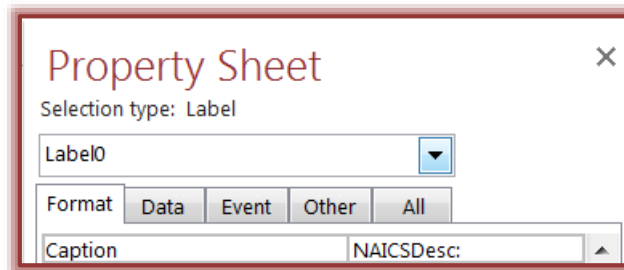 Property Sheet
Selection type: Label
Label0
Format Data Event Other All
Caption NAICSDesc: